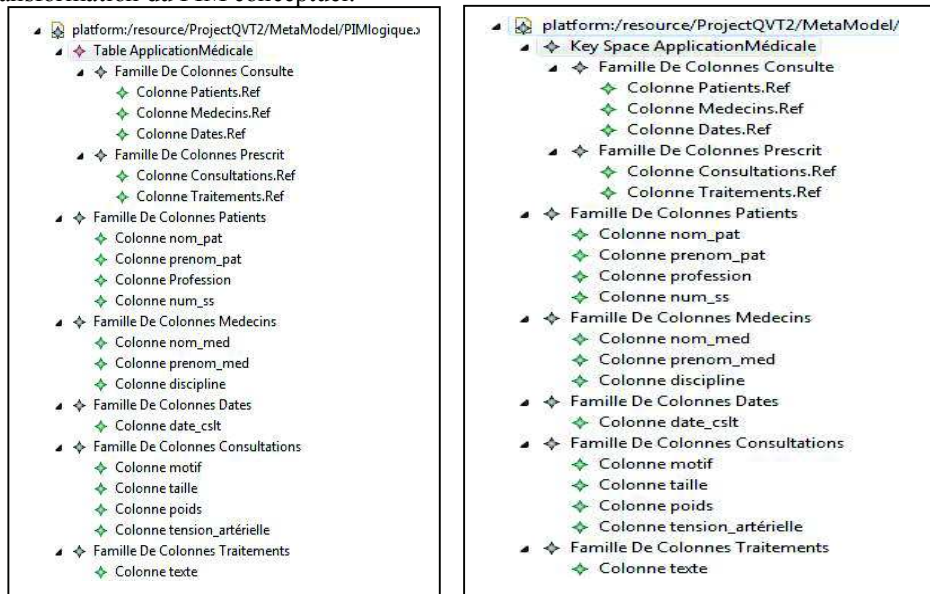 platform:/resource/ProjectQVT2/MetaModel/PIMlogique.
Table ApplicationMédicale
Famille De Colonnes Consulte
Colonne Patients.Ref
Colonne Medecins.Ref
Colonne Dates.Ref
Famille De Colonnes Prescrit
Colonne Consultations.Ref
Colonne Traitements.Ref
Famille De Colonnes Patients
Colonne nom_pat
Colonne prenom_pat
Colonne Profession
Colonne num_ss
Famille De Colonnes Medecins
Colonne nom_med
Colonne prenom_med
Colonne discipline
Famille De Colonnes Dates
Colonne date_cslt
Famille De Colonnes Consultations
Colonne motif
Colonne taille
Colonne poids
Colonne tension_artérielle
Famille De Colonnes Traitements
Colonne texte
platform:/resource/ProjectQVT2/MetaModel/
Key Space ApplicationMédicale
Famille De Colonnes Consulte
Colonne Patients.Ref
Colonne Medecins.Ref
Colonne Dates.Ref
Famille De Colonnes Prescrit
Colonne Consultations.Ref
Colonne Traitements.Ref
Famille De Colonnes Patients
Colonne nom_pat
Colonne prenom_pat
Colonne profession
Colonne num_ss
Famille De Colonnes Medecins
Colonne nom_med
Colonne prenom_med
Colonne discipline
Famille De Colonnes Dates
Colonne date_cslt
Famille De Colonnes Consultations
Colonne motif
Colonne taille
Colonne poids
Colonne tension_artérielle
Famille De Colonnes Traitements
Colonne texte